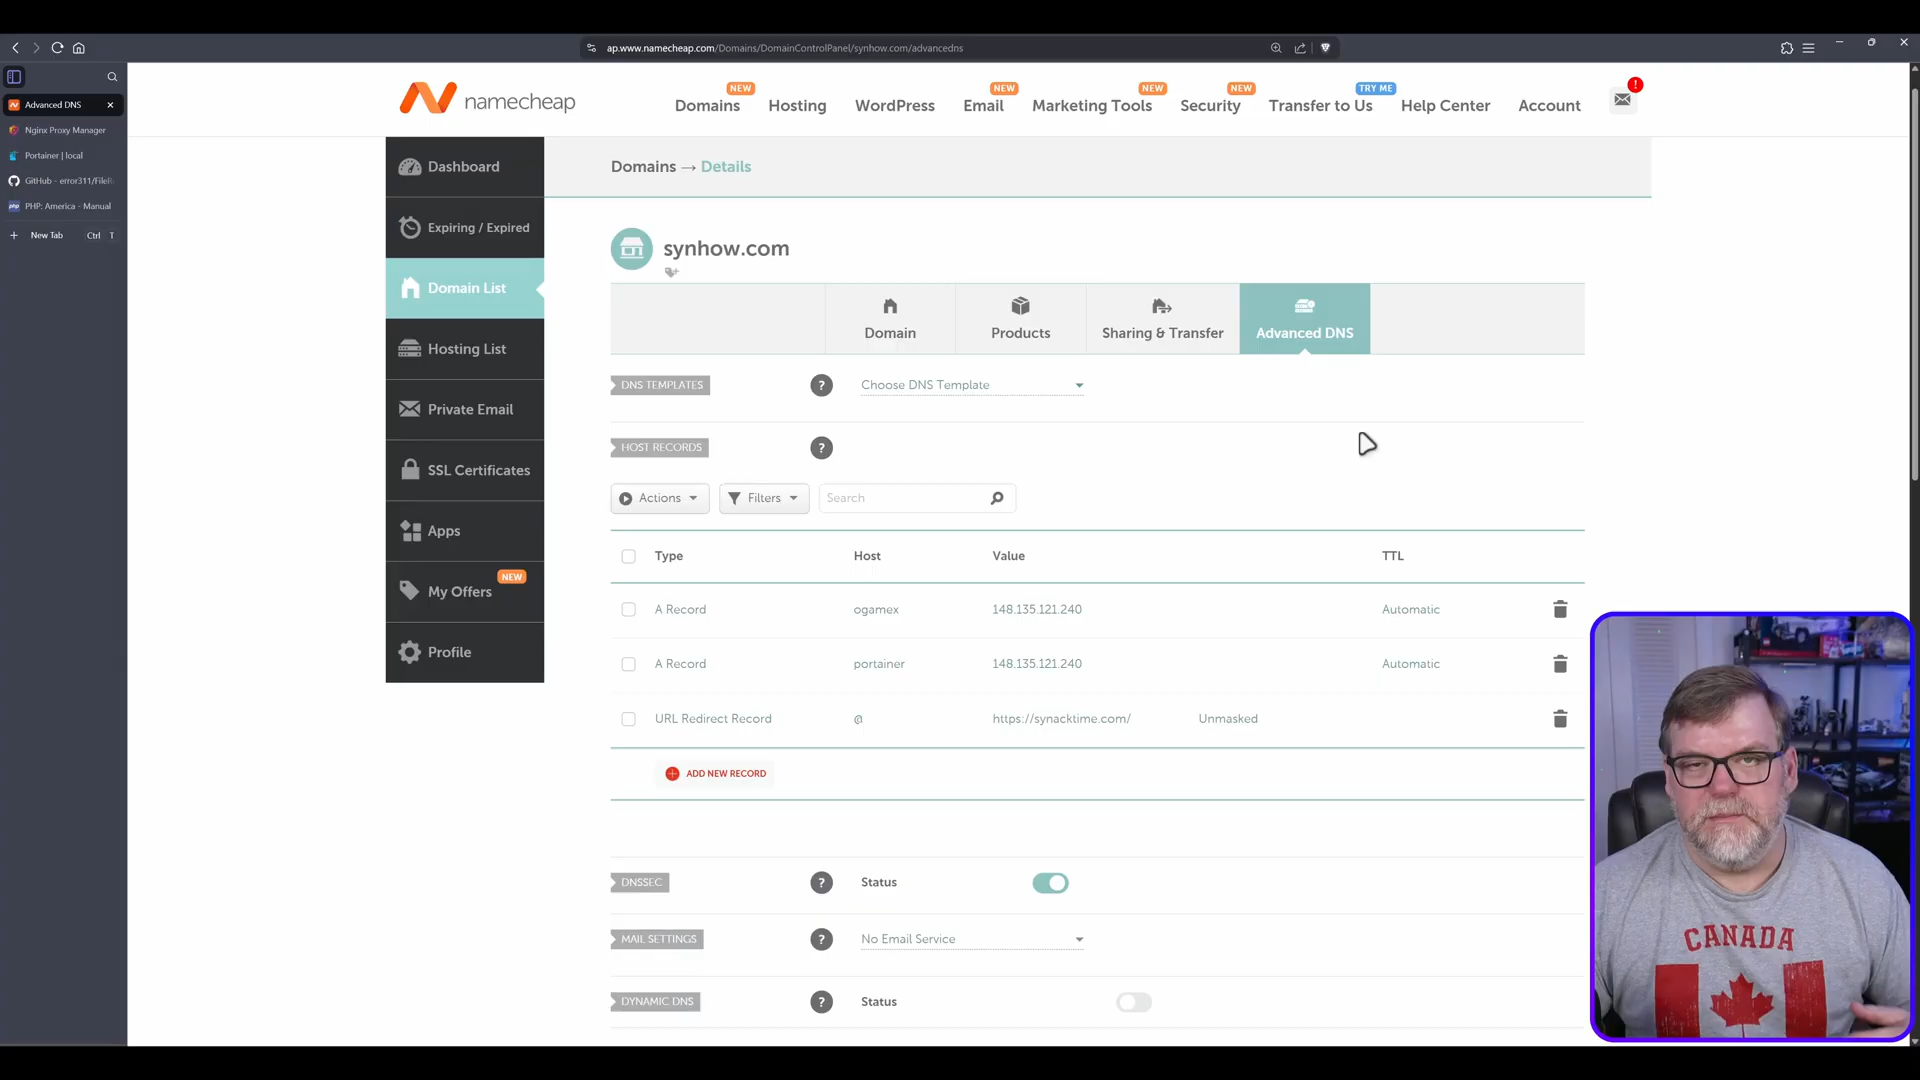 ap.www.namecheap.com/Domains/DomainControlPanel/synhow.com/advancedns
Advanced DNS
Nginx Proxy Manager
Portainer | local
GitHub - error311/FileR
PHP: America - Manual
New Tab Ctrl T
namecheap
Domains NEW
Hosting
WordPress
Email NEW
Marketing Tools NEW
Security NEW
Transfer to Us TRY ME
Help Center
Account
!
Dashboard
Expiring / Expired
Domain List
Hosting List
Private Email
SSL Certificates
Apps
My Offers NEW
Profile
Domains → Details
synhow.com
Domain
Products
Sharing & Transfer
Advanced DNS
DNS TEMPLATES ? Choose DNS Template
HOST RECORDS ?
Actions Filters Search
Type Host Value TTL
A Record ogamex 148.135.121.240 Automatic
A Record portainer 148.135.121.240 Automatic
URL Redirect Record @ https://synacktime.com/ Unmasked
ADD NEW RECORD
DNSSEC ? Status
MAIL SETTINGS ? No Email Service
DYNAMIC DNS ? Status
CANADA